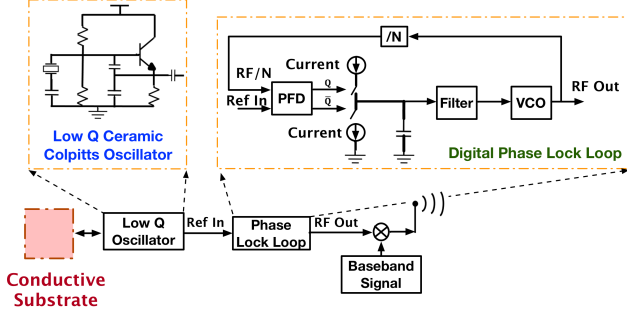 Low Q Ceramic
Colpitts Oscillator
/N
Current
RF/N
Ref In
PFD
Q
Q̅
Current
Filter
VCO
RF Out
Digital Phase Lock Loop
Low Q
Oscillator
Ref In
Phase
Lock Loop
RF Out
Baseband
Signal
Conductive
Substrate